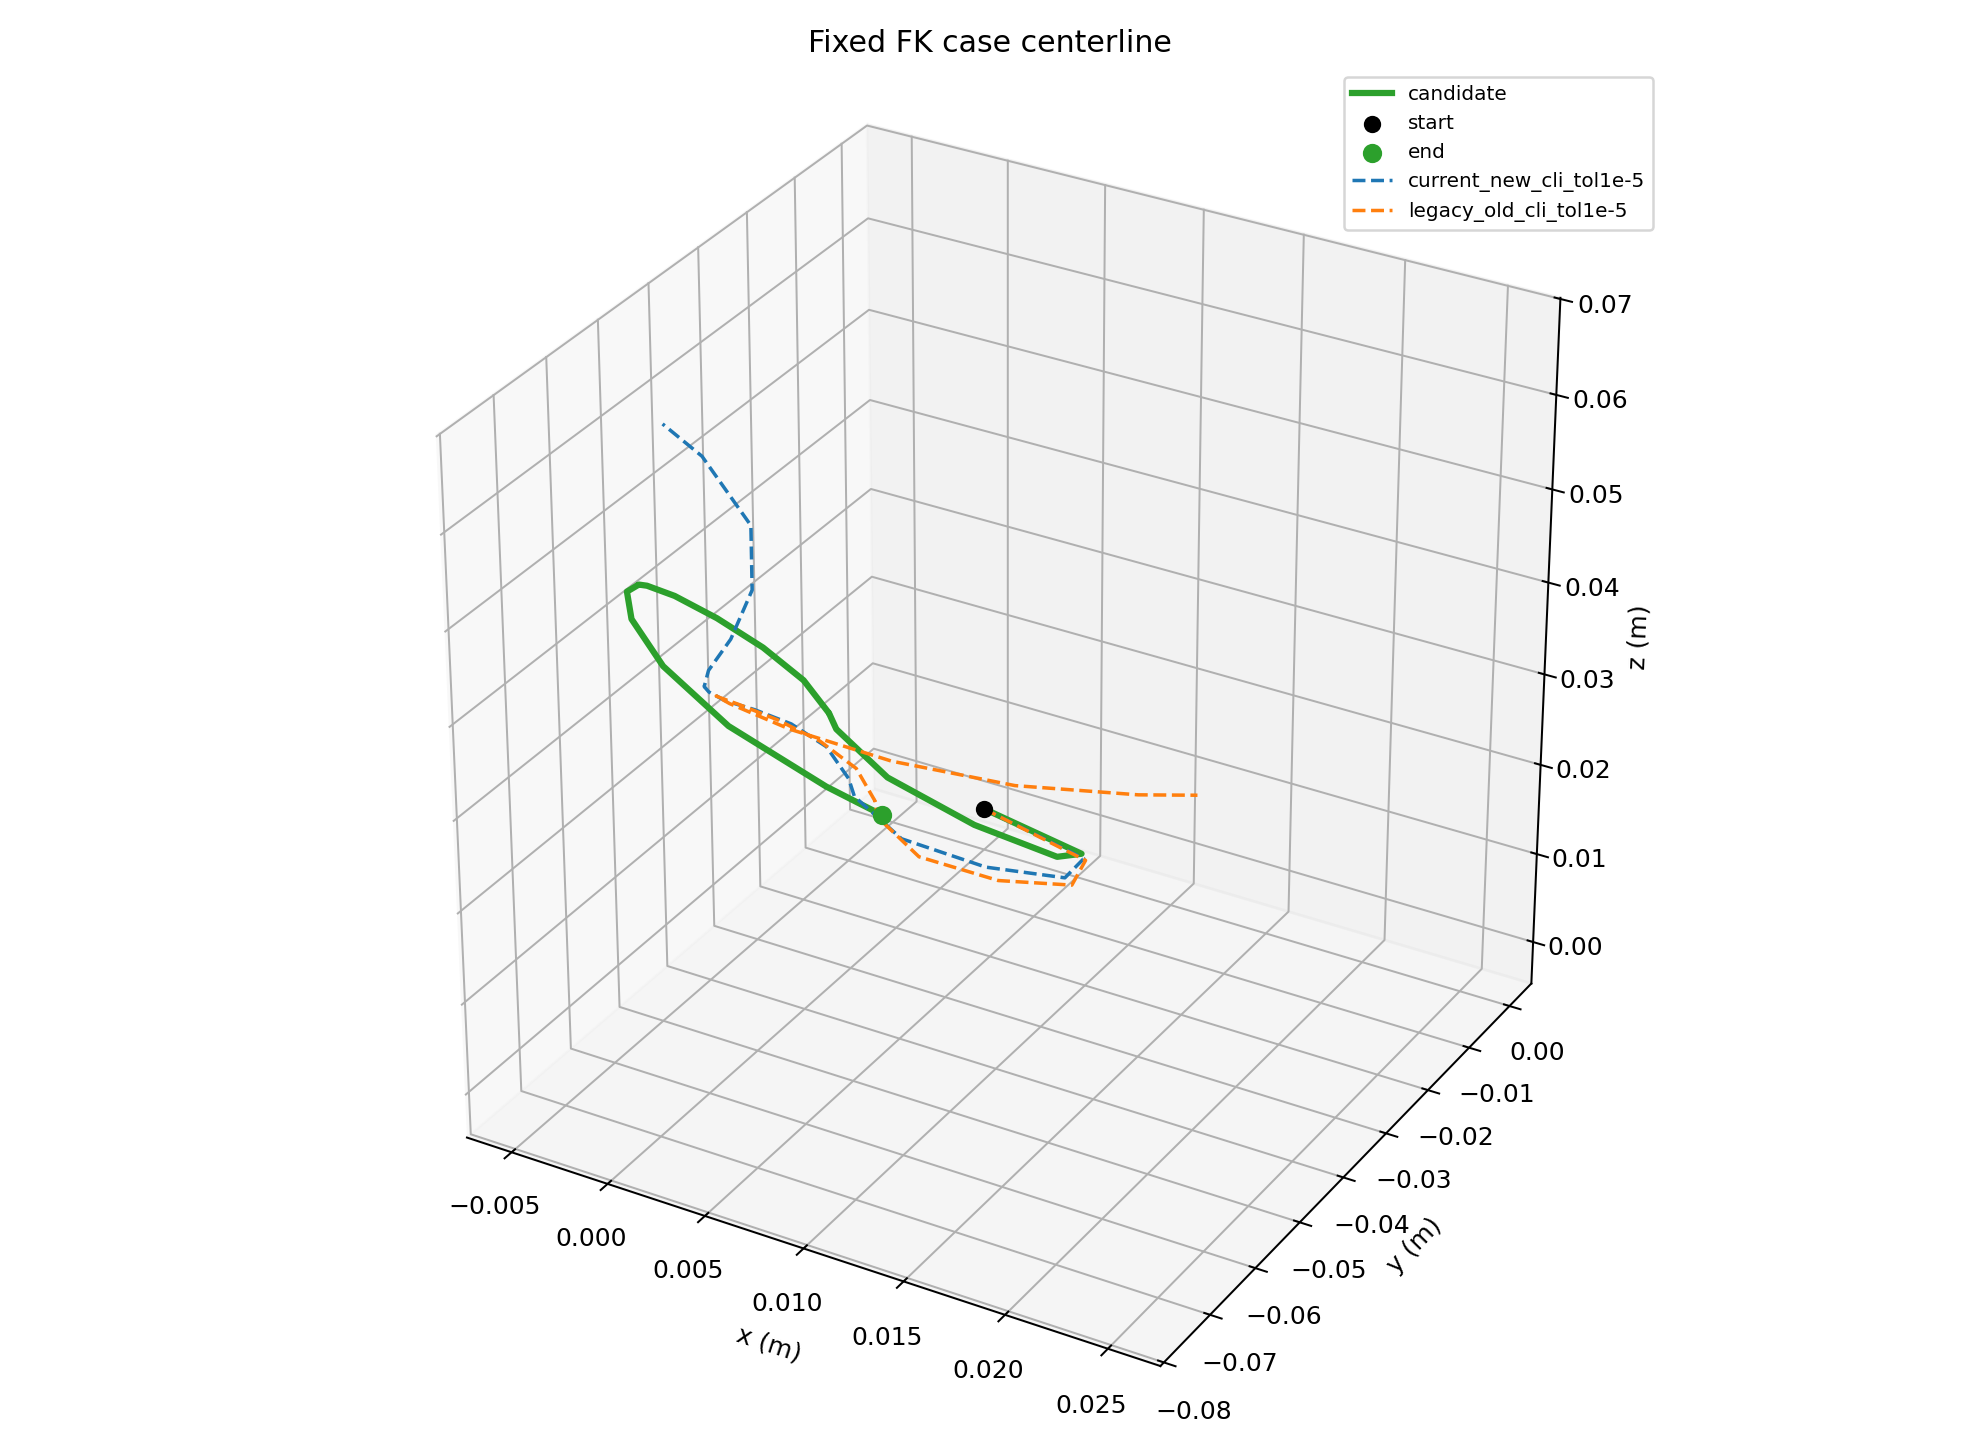 Fixed FK case centerline
candidate
start
end
current_new_cli_tol1e-5
legacy_old_cli_tol1e-5
0.07
0.06
0.05
0.04
0.03
0.02
0.01
0.00
z (m)
0.00
−0.01
−0.02
−0.03
−0.04
−0.05
−0.06
−0.07
−0.08
y (m)
−0.005
0.000
0.005
0.010
0.015
0.020
0.025
x (m)